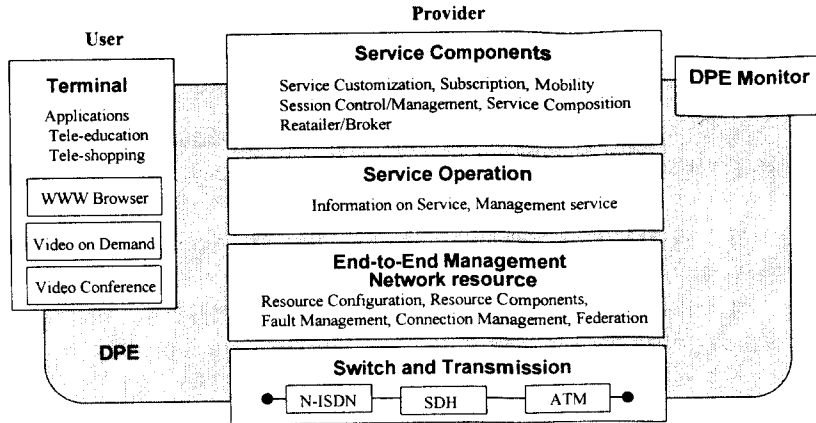 Provider
User
Service Components
Service Customization, Subscription, Mobility
Session Control/Management, Service Composition
Reatailer/Broker
Terminal
Applications
Tele-education
Tele-shopping
WWW Browser
Video on Demand
Video Conference
DPE Monitor
Service Operation
Information on Service, Management service
End-to-End Management
Network resource
Resource Configuration, Resource Components,
Fault Management, Connection Management, Federation
DPE
Switch and Transmission
N-ISDN
SDH
ATM